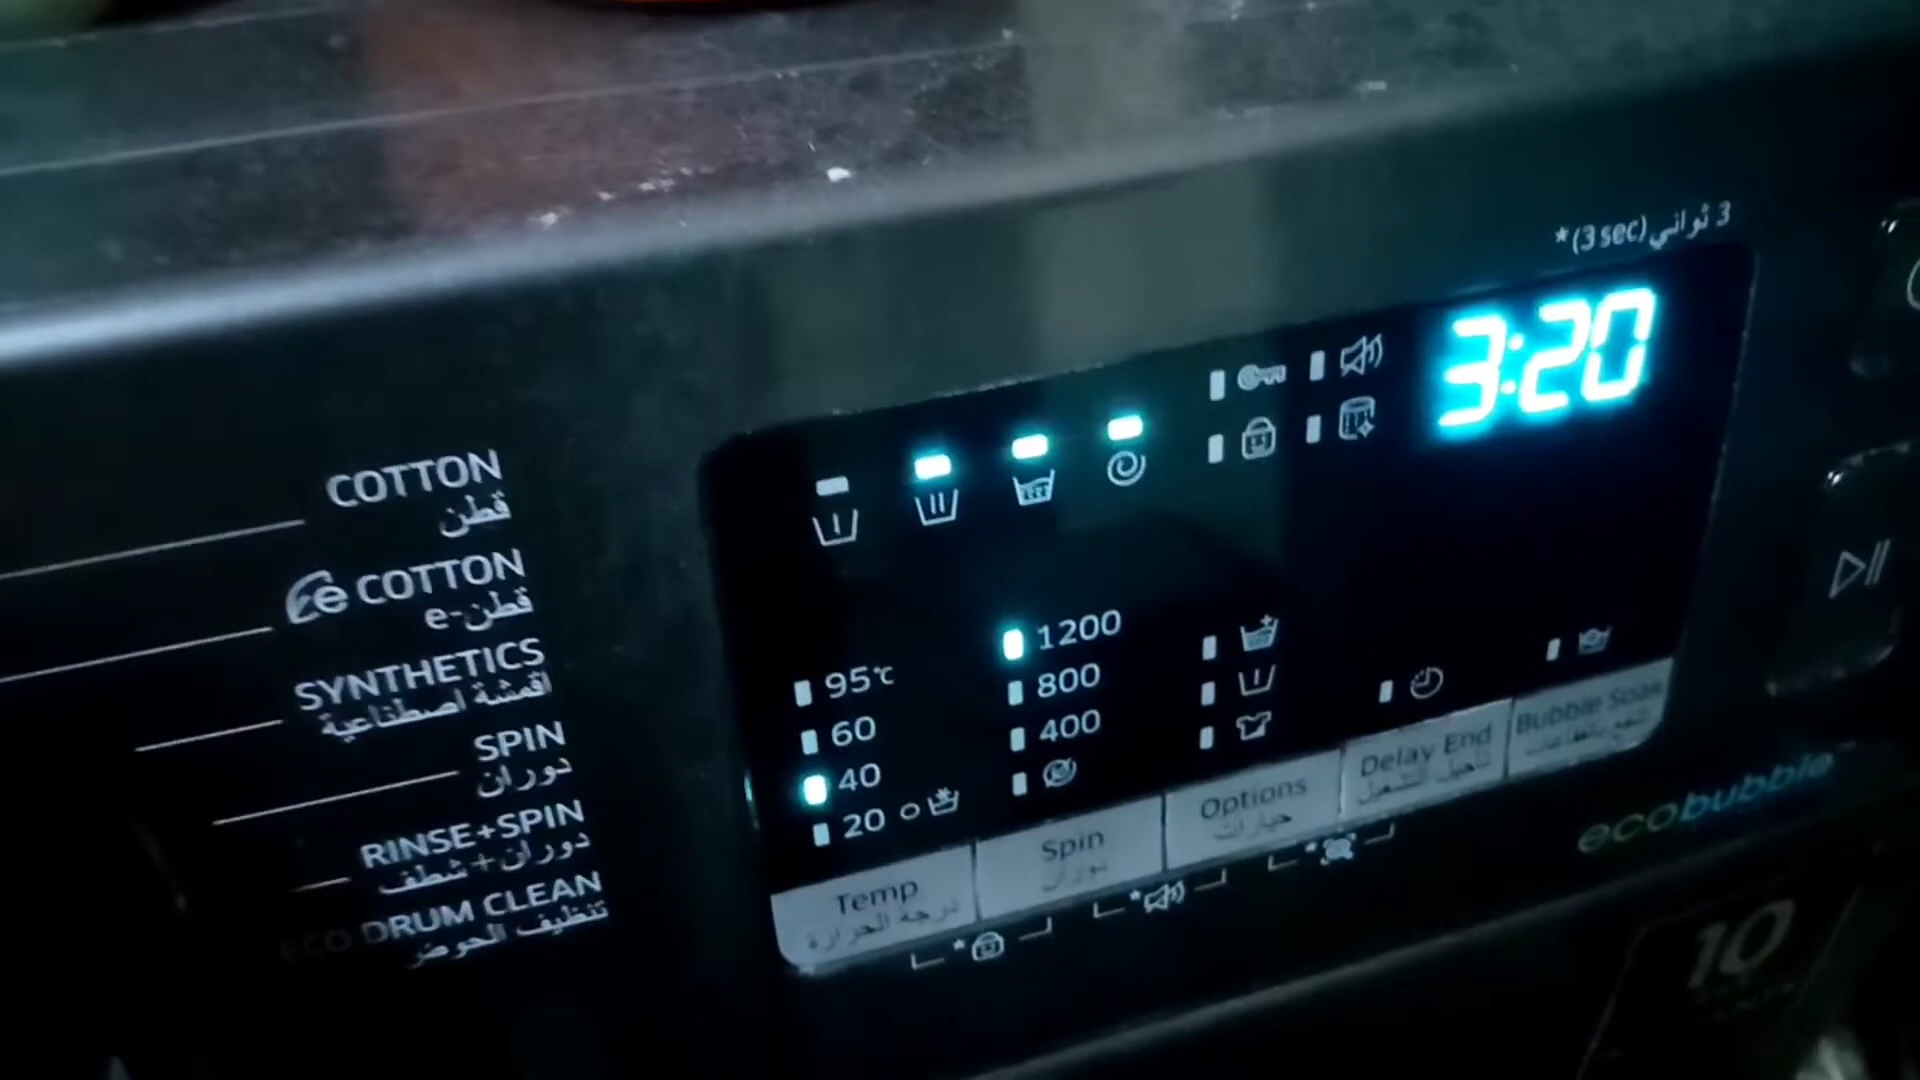 3 ثواني(3 sec)*
3:20
COTTON
قطن
e COTTON
قطن-e
SYNTHETICS
اقمشة اصطناعية
SPIN
دوران
RINSE+SPIN
دوران+شطف
ECO DRUM CLEAN
تنظيف الحوض
95℃
60
40
20
1200
800
400
Temp
درجة الحرارة
Spin
دوران
Options
خيارات
Delay End
تأجيل التشغيل
Bubble Soak
ecobubble™
10